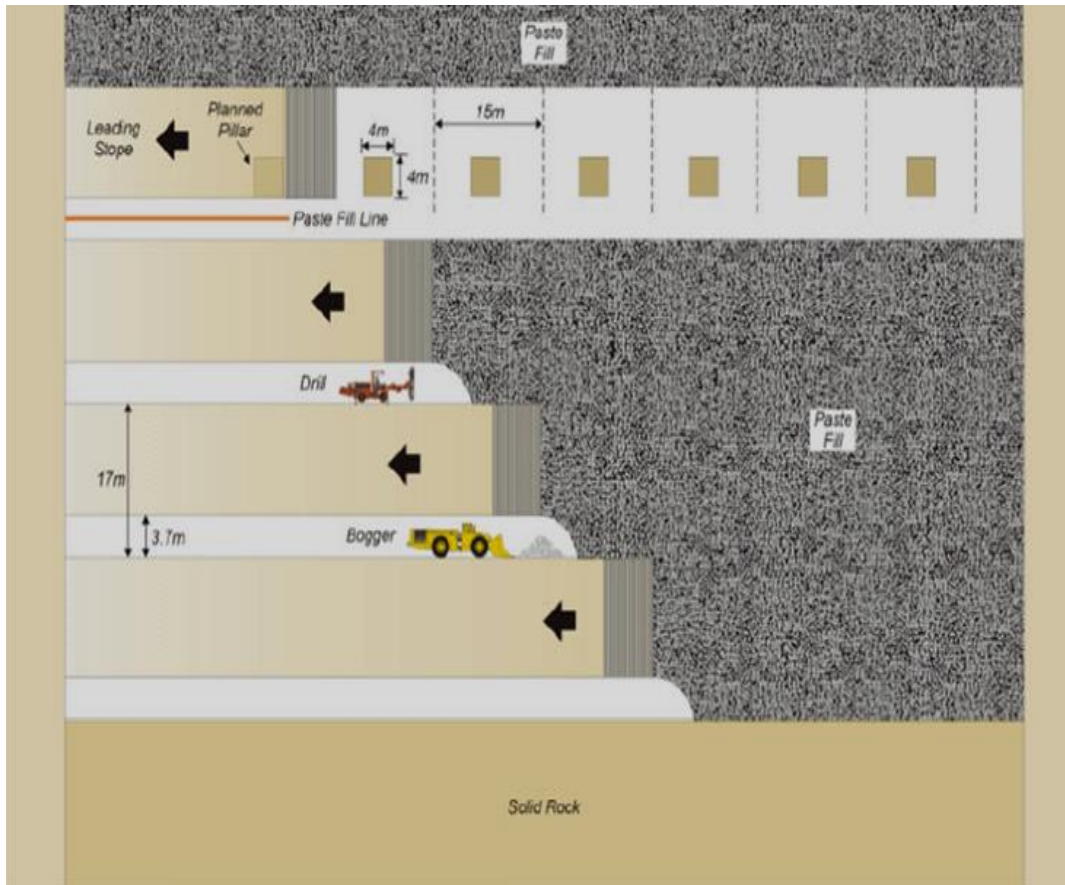 Paste
Fill
Leading
Stope
Planned
Pillar
4m
15m
4m
Paste Fill Line
Drill
17m
3.7m
Bogger
Paste
Fill
Solid Rock